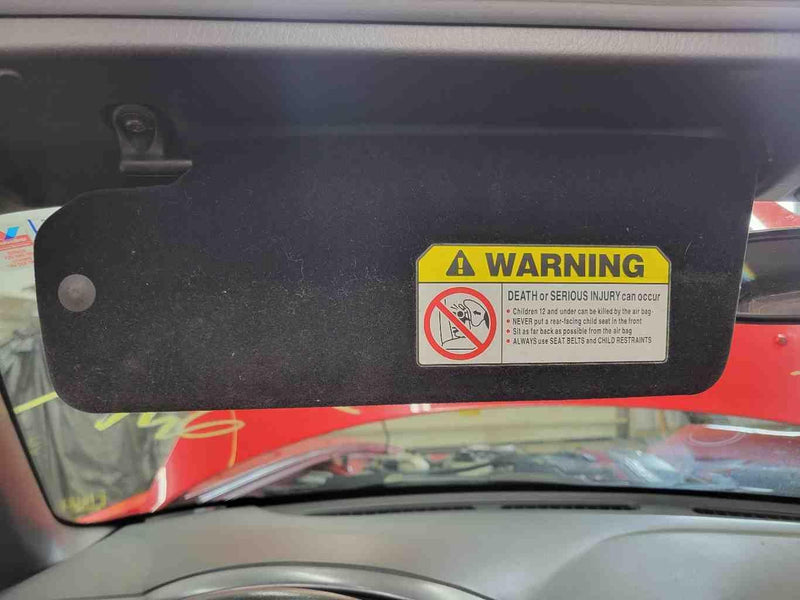 WARNING
DEATH or SERIOUS INJURY can occur
• Children 12 and under can be killed by the air bag
• NEVER put a rear-facing child seat in the front
• Sit as far back as possible from the air bag
• ALWAYS use SEAT BELTS and CHILD RESTRAINTS